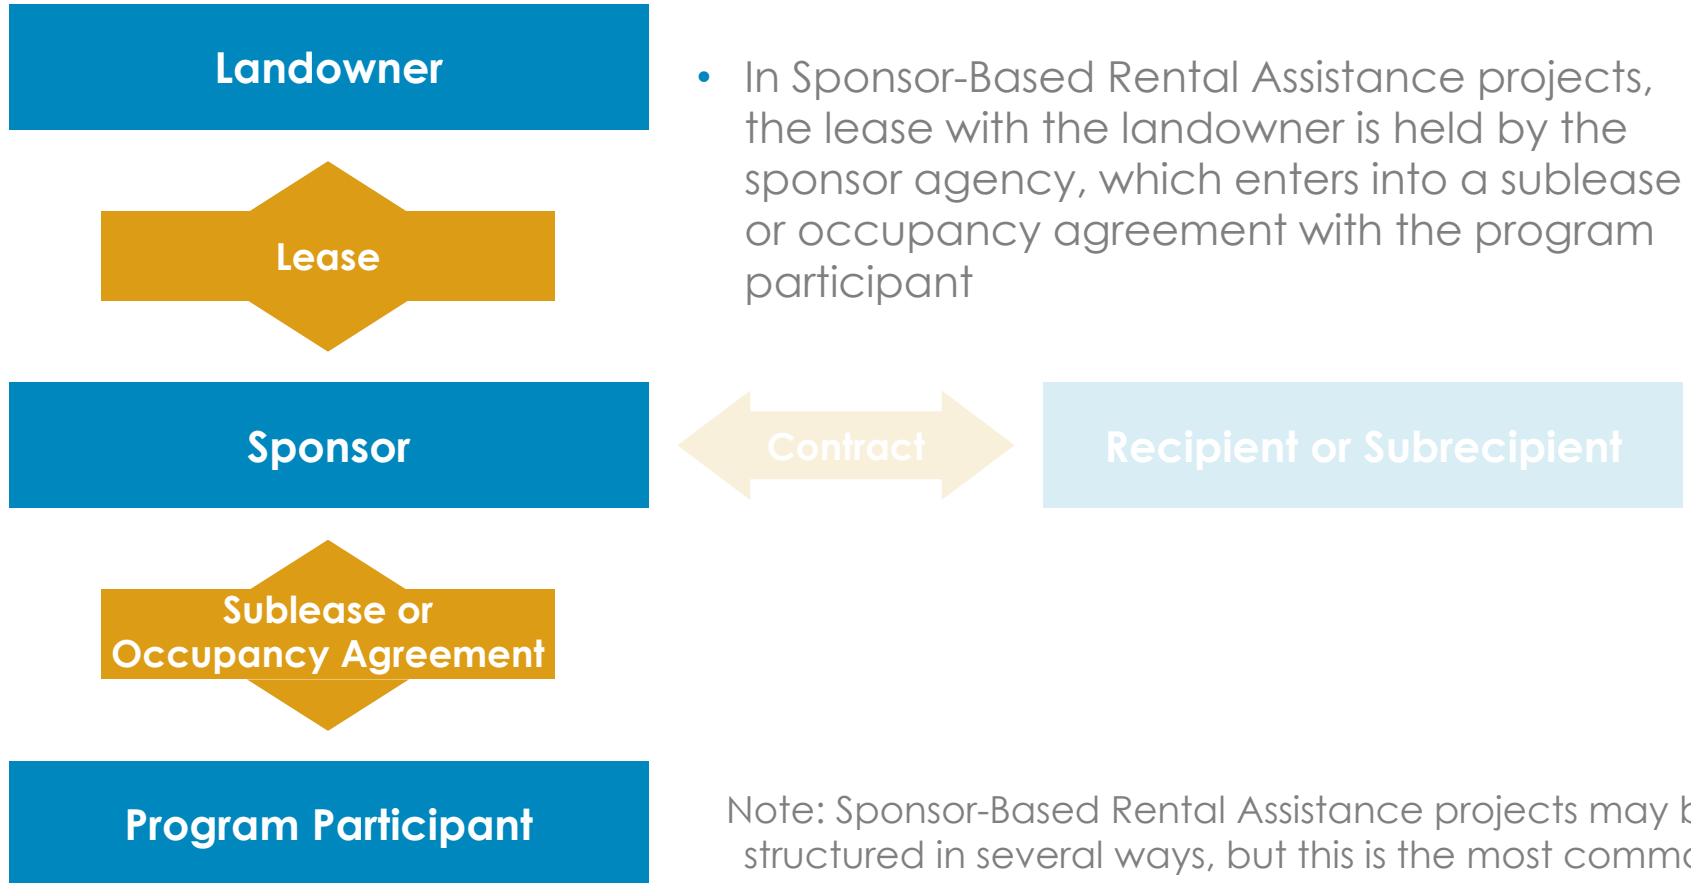 Landowner
• In Sponsor-Based Rental Assistance projects,
the lease with the landowner is held by the
sponsor agency, which enters into a sublease
or occupancy agreement with the program
participant
Lease
Sponsor
Contract
Recipient or Subrecipient
Sublease or
Occupancy Agreement
Program Participant
Note: Sponsor-Based Rental Assistance projects may
structured in several ways, but this is the most